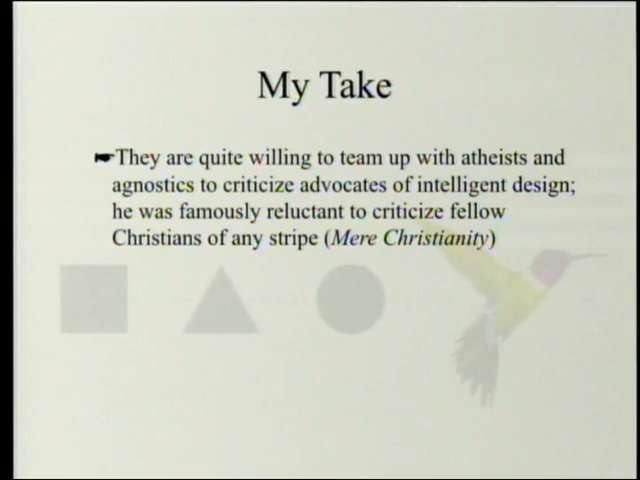 My Take
☛They are quite willing to team up with atheists and
agnostics to criticize advocates of intelligent design;
he was famously reluctant to criticize fellow
Christians of any stripe (Mere Christianity)